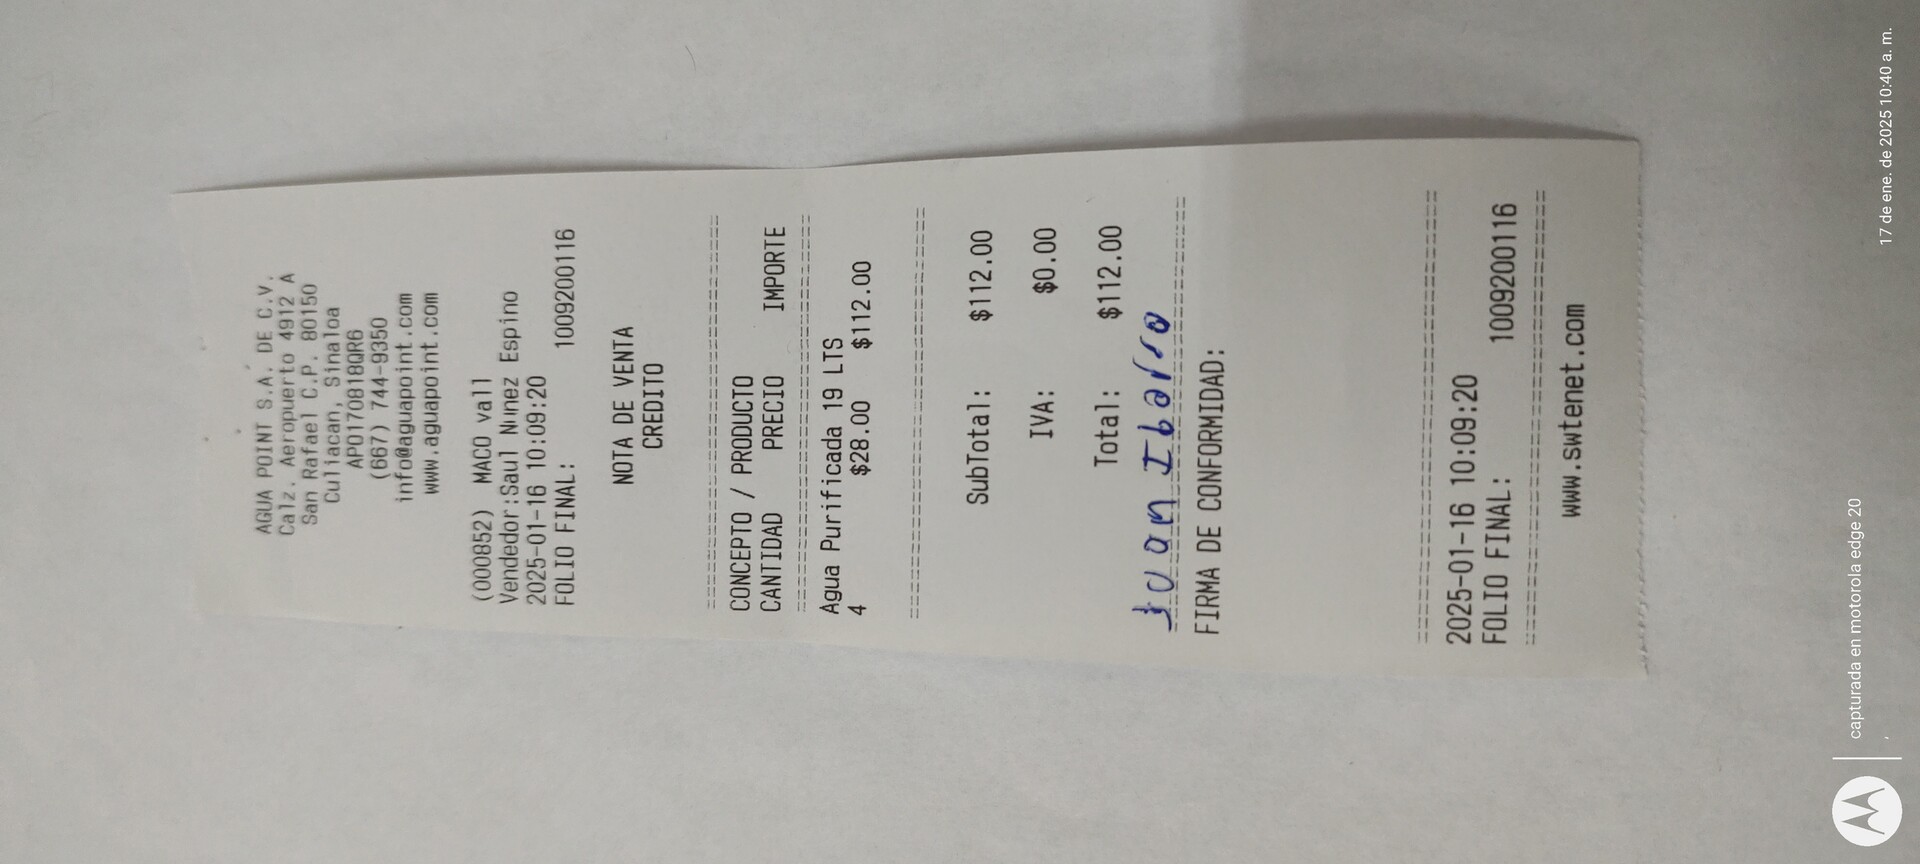 AGUA POINT S.A. DE C.V.
Calz. Aeropuerto 4912 A
San Rafael C.P. 80150
Culiacan, Sinaloa
APO170818QR6
(667) 744-9350
info@aguapoint.com
www.aguapoint.com
(000852) MACO vall
Vendedor:Saul Nunez Espino
2025-01-16 10:09:20
FOLIO FINAL: 1009200116
NOTA DE VENTA
CREDITO
CONCEPTO / PRODUCTO
CANTIDAD PRECIO IMPORTE
Agua Purificada 19 LTS
4 $28.00 $112.00
SubTotal: $112.00
IVA: $0.00
Total: $112.00
Juan Ibarra
FIRMA DE CONFORMIDAD:
2025-01-16 10:09:20
FOLIO FINAL: 1009200116
www.swtenet.com
capturada en motorola edge 20
17 de ene. de 2025 10:40 a. m.